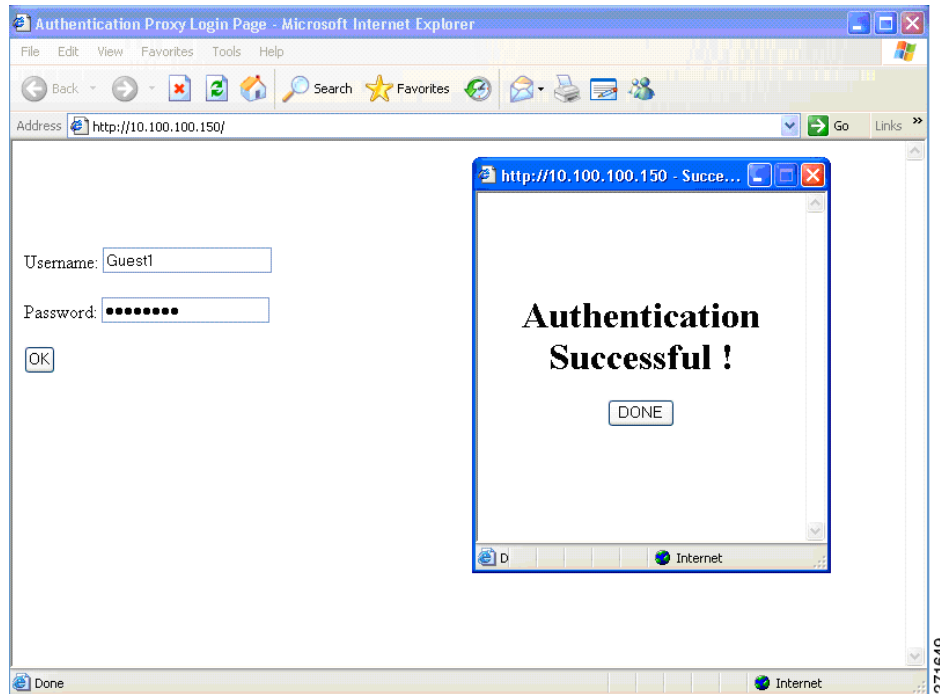 Authentication Proxy Login Page - Microsoft Internet Explorer
File Edit View Favorites Tools Help
Back Search Favorites
Address http://10.100.100.150/ Go Links »
http://10.100.100.150 - Succe...
Username: Guest1
Password: ••••••••
OK
Authentication
Successful !
DONE
D Internet
Done Internet
271649